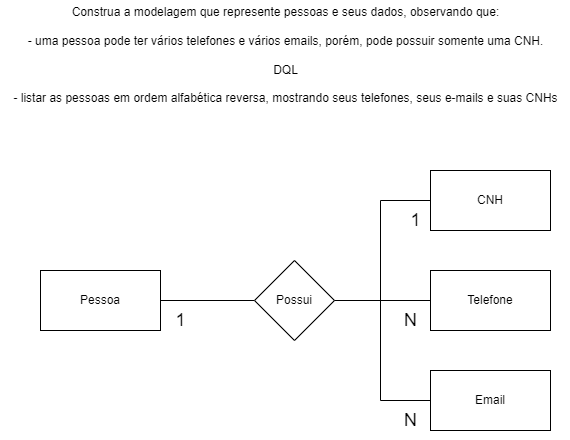 Construa a modelagem que represente pessoas e seus dados, observando que:
- uma pessoa pode ter vários telefones e vários emails, porém, pode possuir somente uma CNH.
DQL
- listar as pessoas em ordem alfabética reversa, mostrando seus telefones, seus e-mails e suas CNHs
CNH
1
Pessoa
Possui
Telefone
1
N
Email
N